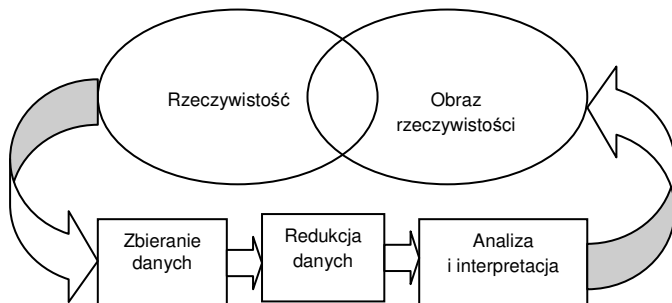 Rzeczywistość
Obraz
rzeczywistości
Zbieranie
danych
Redukcja
danych
Analiza
i interpretacja